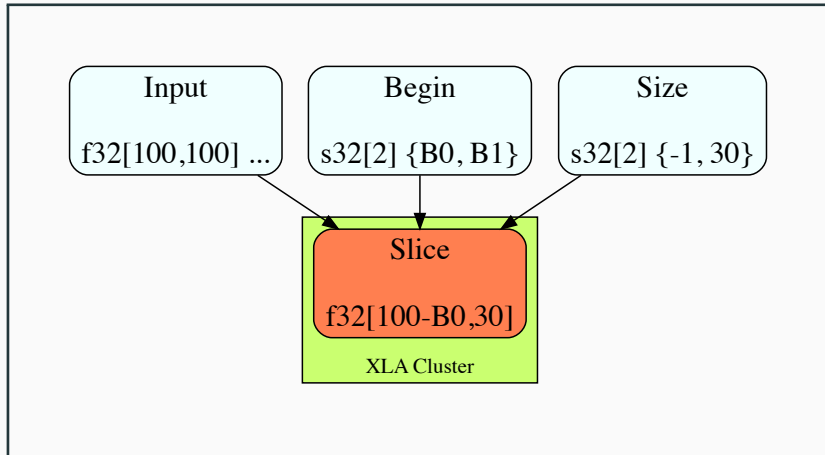 Input
f32[100,100] ...
Begin
s32[2] {B0, B1}
Size
s32[2] {-1, 30}
Slice
f32[100-B0,30]
XLA Cluster